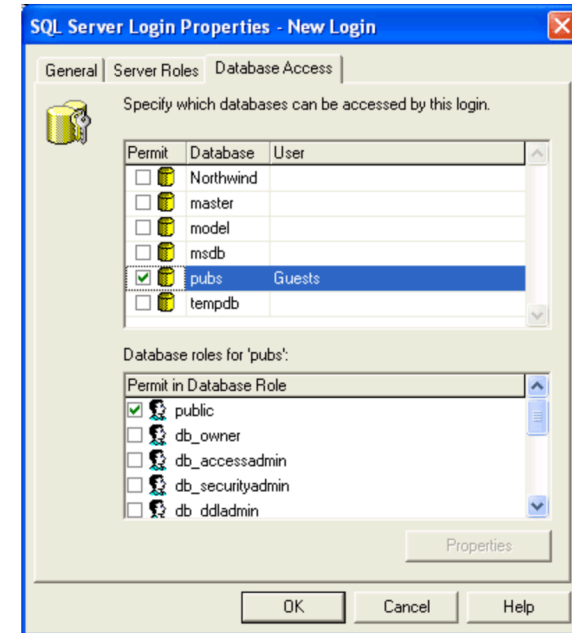 SQL Server Login Properties - New Login
General Server Roles Database Access
Specify which databases can be accessed by this login.
Permit Database User
Northwind
master
model
msdb
pubs Guests
tempdb
Database roles for 'pubs':
Permit in Database Role
public
db_owner
db_accessadmin
db_securityadmin
db_ddladmin
Properties
OK Cancel Help